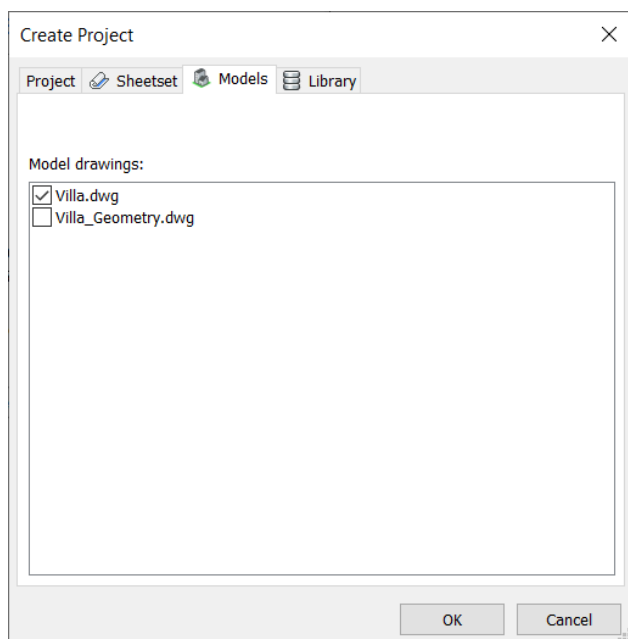 Create Project
Project Sheetset Models Library
Model drawings:
Villa.dwg
Villa_Geometry.dwg
OK Cancel